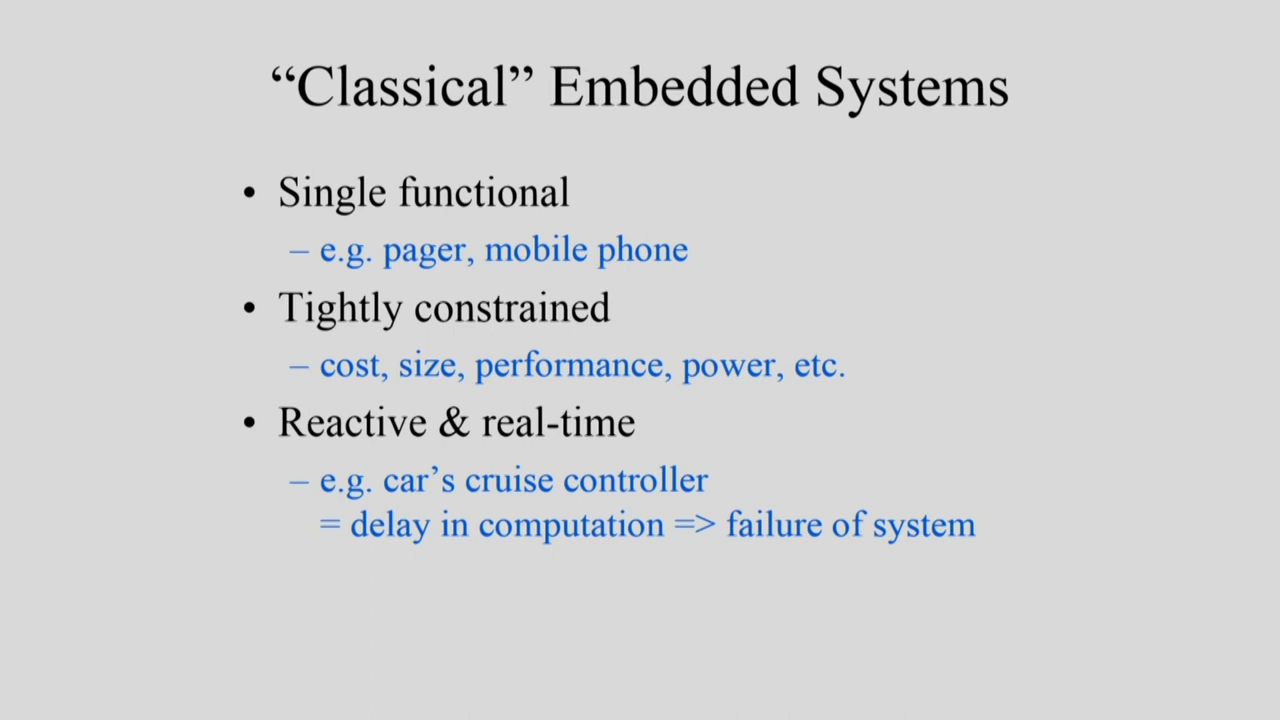 “Classical” Embedded Systems
• Single functional
– e.g. pager, mobile phone
• Tightly constrained
– cost, size, performance, power, etc.
• Reactive & real-time
– e.g. car’s cruise controller
= delay in computation => failure of system